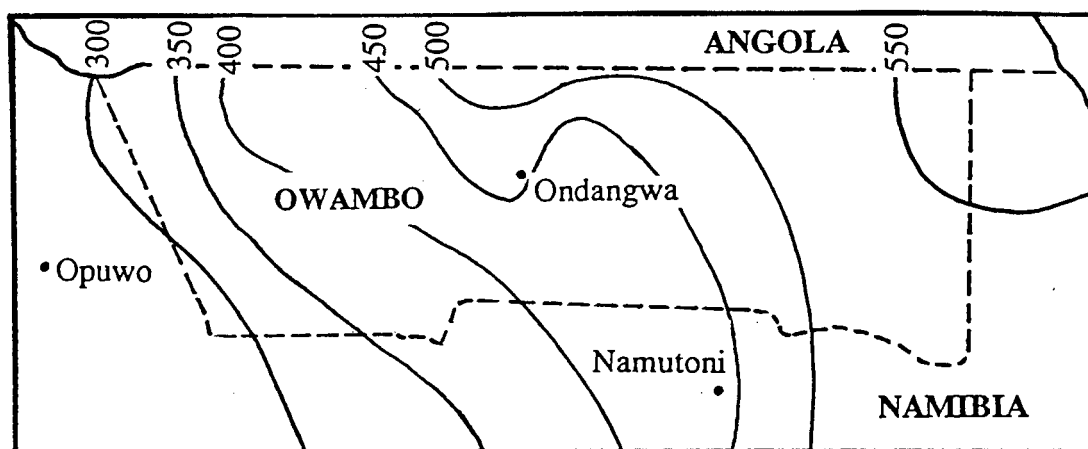 300
350
400
450
500
ANGOLA
550
OWAMBO
Ondangwa
Opuwo
Namutoni
NAMIBIA